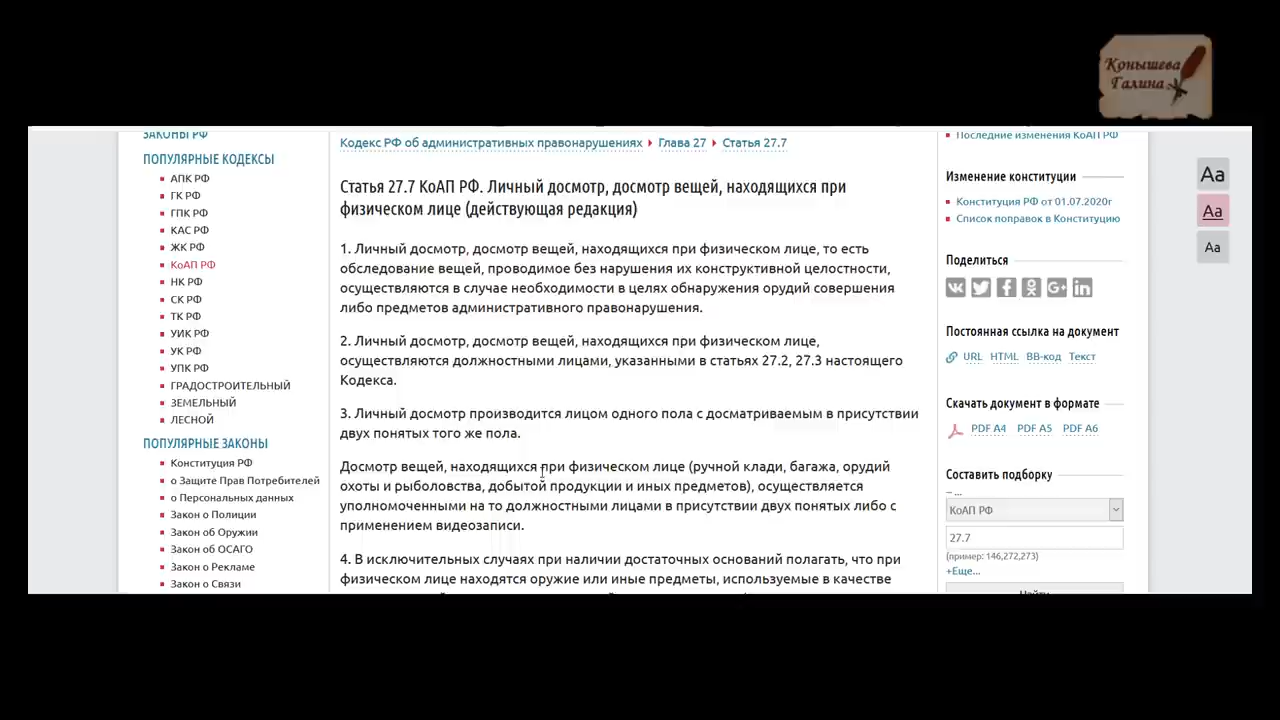 Конышева
Галина
ЗАКОНЫ РФ
ПОПУЛЯРНЫЕ КОДЕКСЫ
АПК РФ
ГК РФ
ГПК РФ
КАС РФ
ЖК РФ
КоАП РФ
НК РФ
СК РФ
ТК РФ
УИК РФ
УК РФ
УПК РФ
ГРАДОСТРОИТЕЛЬНЫЙ
ЗЕМЕЛЬНЫЙ
ЛЕСНОЙ
ПОПУЛЯРНЫЕ ЗАКОНЫ
Конституция РФ
о Защите Прав Потребителей
о Персональных данных
Закон о Полиции
Закон об Оружии
Закон об ОСАГО
Закон о Рекламе
Закон о Связи
Кодекс РФ об административных правонарушениях Глава 27 Статья 27.7
Статья 27.7 КоАП РФ. Личный досмотр, досмотр вещей, находящихся при
физическом лице (действующая редакция)
1. Личный досмотр, досмотр вещей, находящихся при физическом лице, то есть
обследование вещей, проводимое без нарушения их конструктивной целостности,
осуществляются в случае необходимости в целях обнаружения орудий совершения
либо предметов административного правонарушения.
2. Личный досмотр, досмотр вещей, находящихся при физическом лице,
осуществляются должностными лицами, указанными в статьях 27.2, 27.3 настоящего
Кодекса.
3. Личный досмотр производится лицом одного пола с досматриваемым в присутствии
двух понятых того же пола.
Досмотр вещей, находящихся при физическом лице (ручной клади, багажа, орудий
охоты и рыболовства, добытой продукции и иных предметов), осуществляется
уполномоченными на то должностными лицами в присутствии двух понятых либо с
применением видеозаписи.
4. В исключительных случаях при наличии достаточных оснований полагать, что при
физическом лице находятся оружие или иные предметы, используемые в качестве
Последние изменения КоАП РФ
Изменение конституции
Конституция РФ от 01.07.2020г
Список поправок в Конституцию
Поделиться
Постоянная ссылка на документ
URL HTML BB-код Текст
Скачать документ в формате
PDF A4 PDF A5 PDF A6
Составить подборку
– ...
КоАП РФ
27.7
(пример: 146,272,273)
+Еще...
Найти
Aa
Aa
Aa